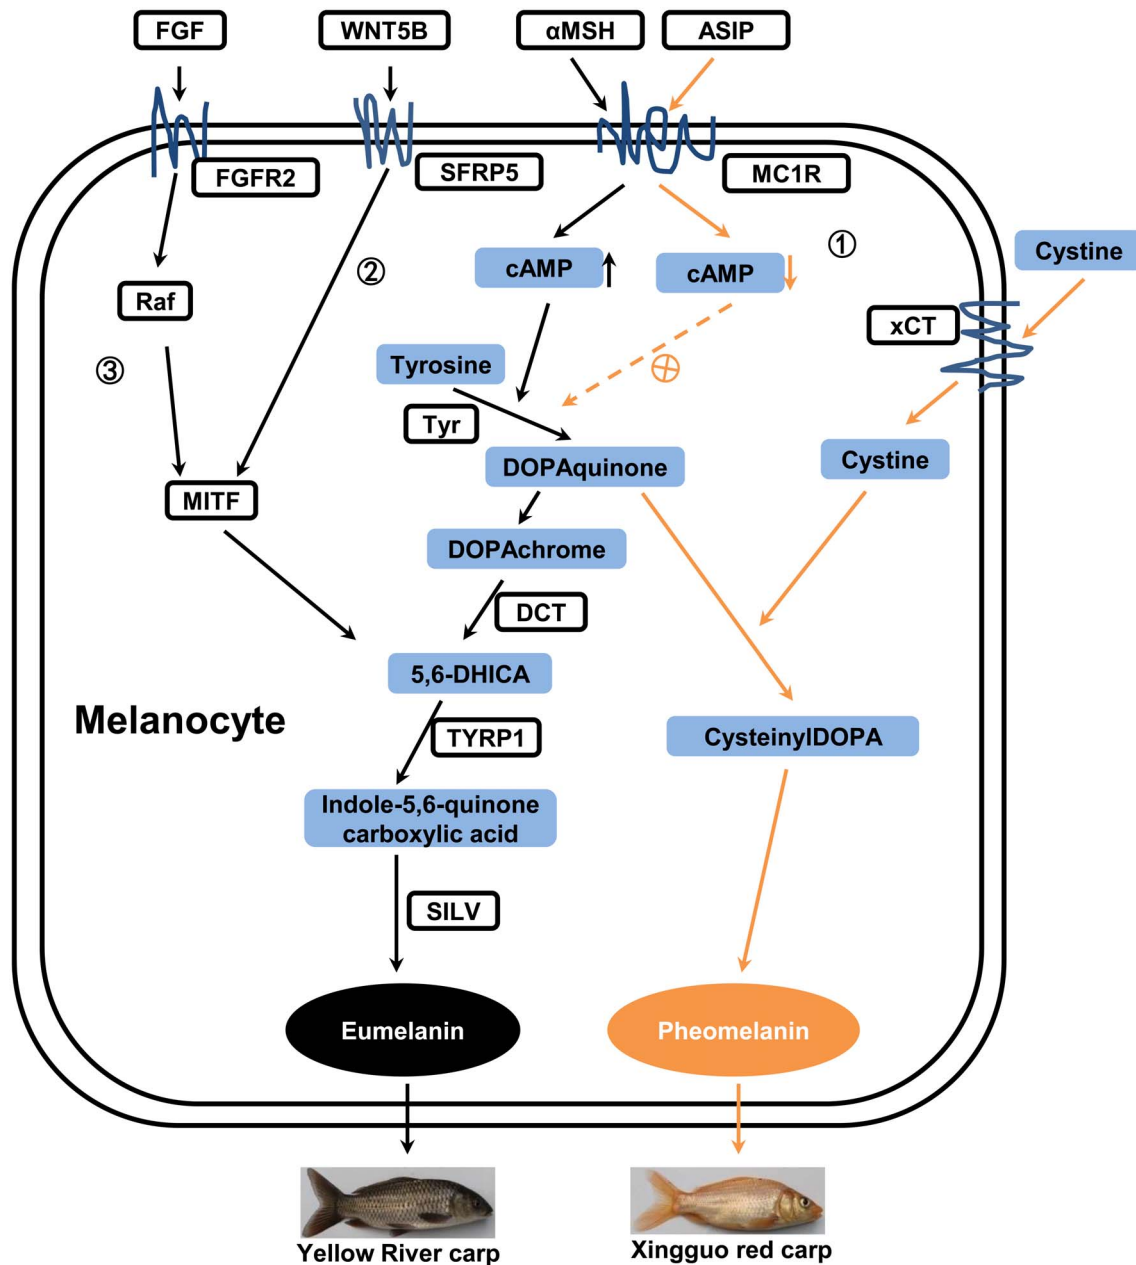 FGF
WNT5B
αMSH
ASIP
FGFR2
SFRP5
MC1R
①
②
cAMP
cAMP
Cystine
Raf
xCT
③
Tyrosine
Tyr
DOPAquinone
Cystine
MITF
DOPAchrome
DCT
5,6-DHICA
Melanocyte
TYRP1
CysteinylDOPA
Indole-5,6-quinone
carboxylic acid
SILV
Eumelanin
Pheomelanin
Yellow River carp
Xingguo red carp